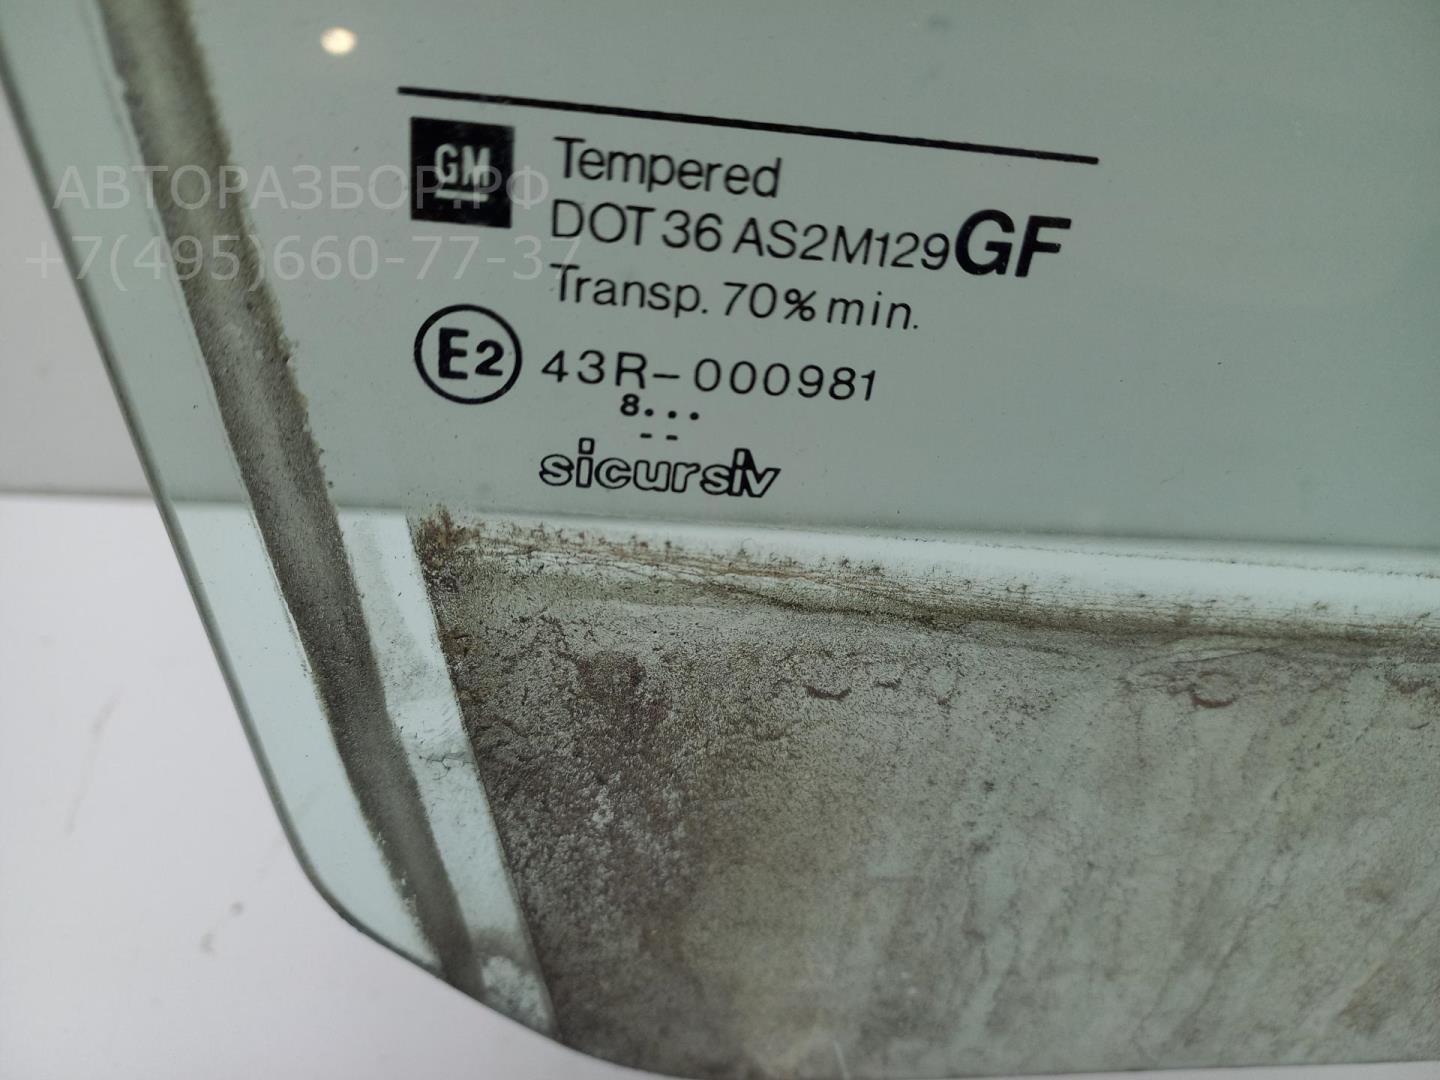 GM
Tempered
DOT 36 AS2M129 GF
Transp. 70% min.
E2 43R-000981
8...
--
sicursiv
АВТОРАЗБОР.РФ
+7(495)660-77-37